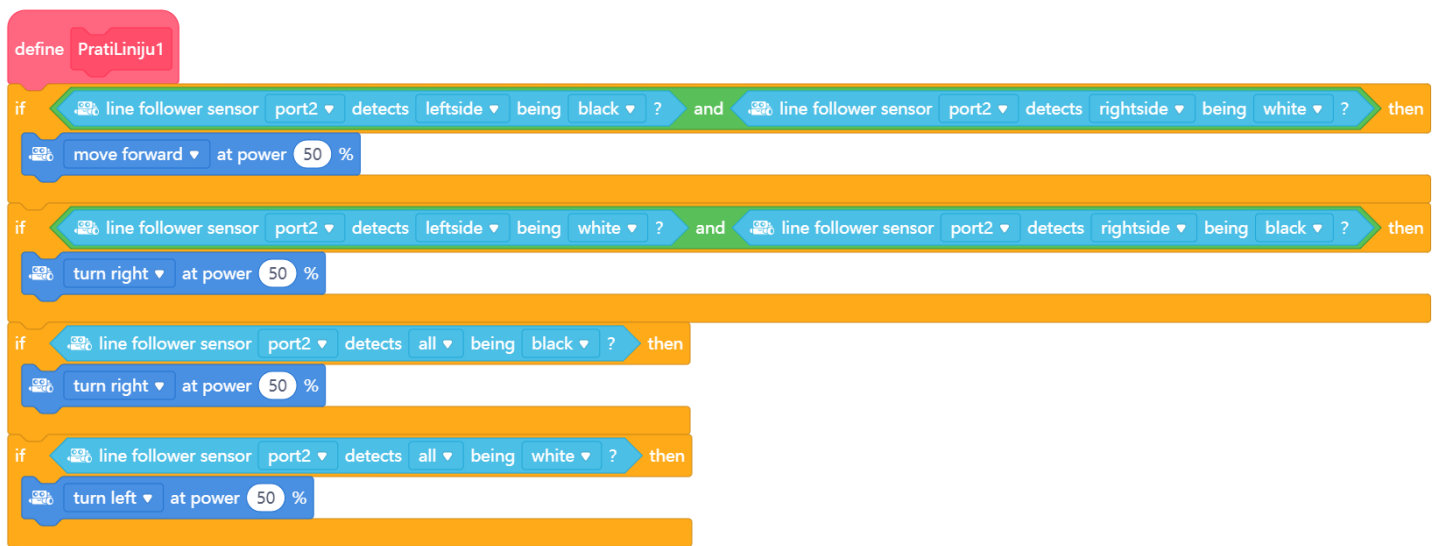 define PratiLiniju1
if line follower sensor port2 detects leftside being black ? and line follower sensor port2 detects rightside being white ? then
move forward at power 50 %
if line follower sensor port2 detects leftside being white ? and line follower sensor port2 detects rightside being black ? then
turn right at power 50 %
if line follower sensor port2 detects all being black ? then
turn right at power 50 %
if line follower sensor port2 detects all being white ? then
turn left at power 50 %